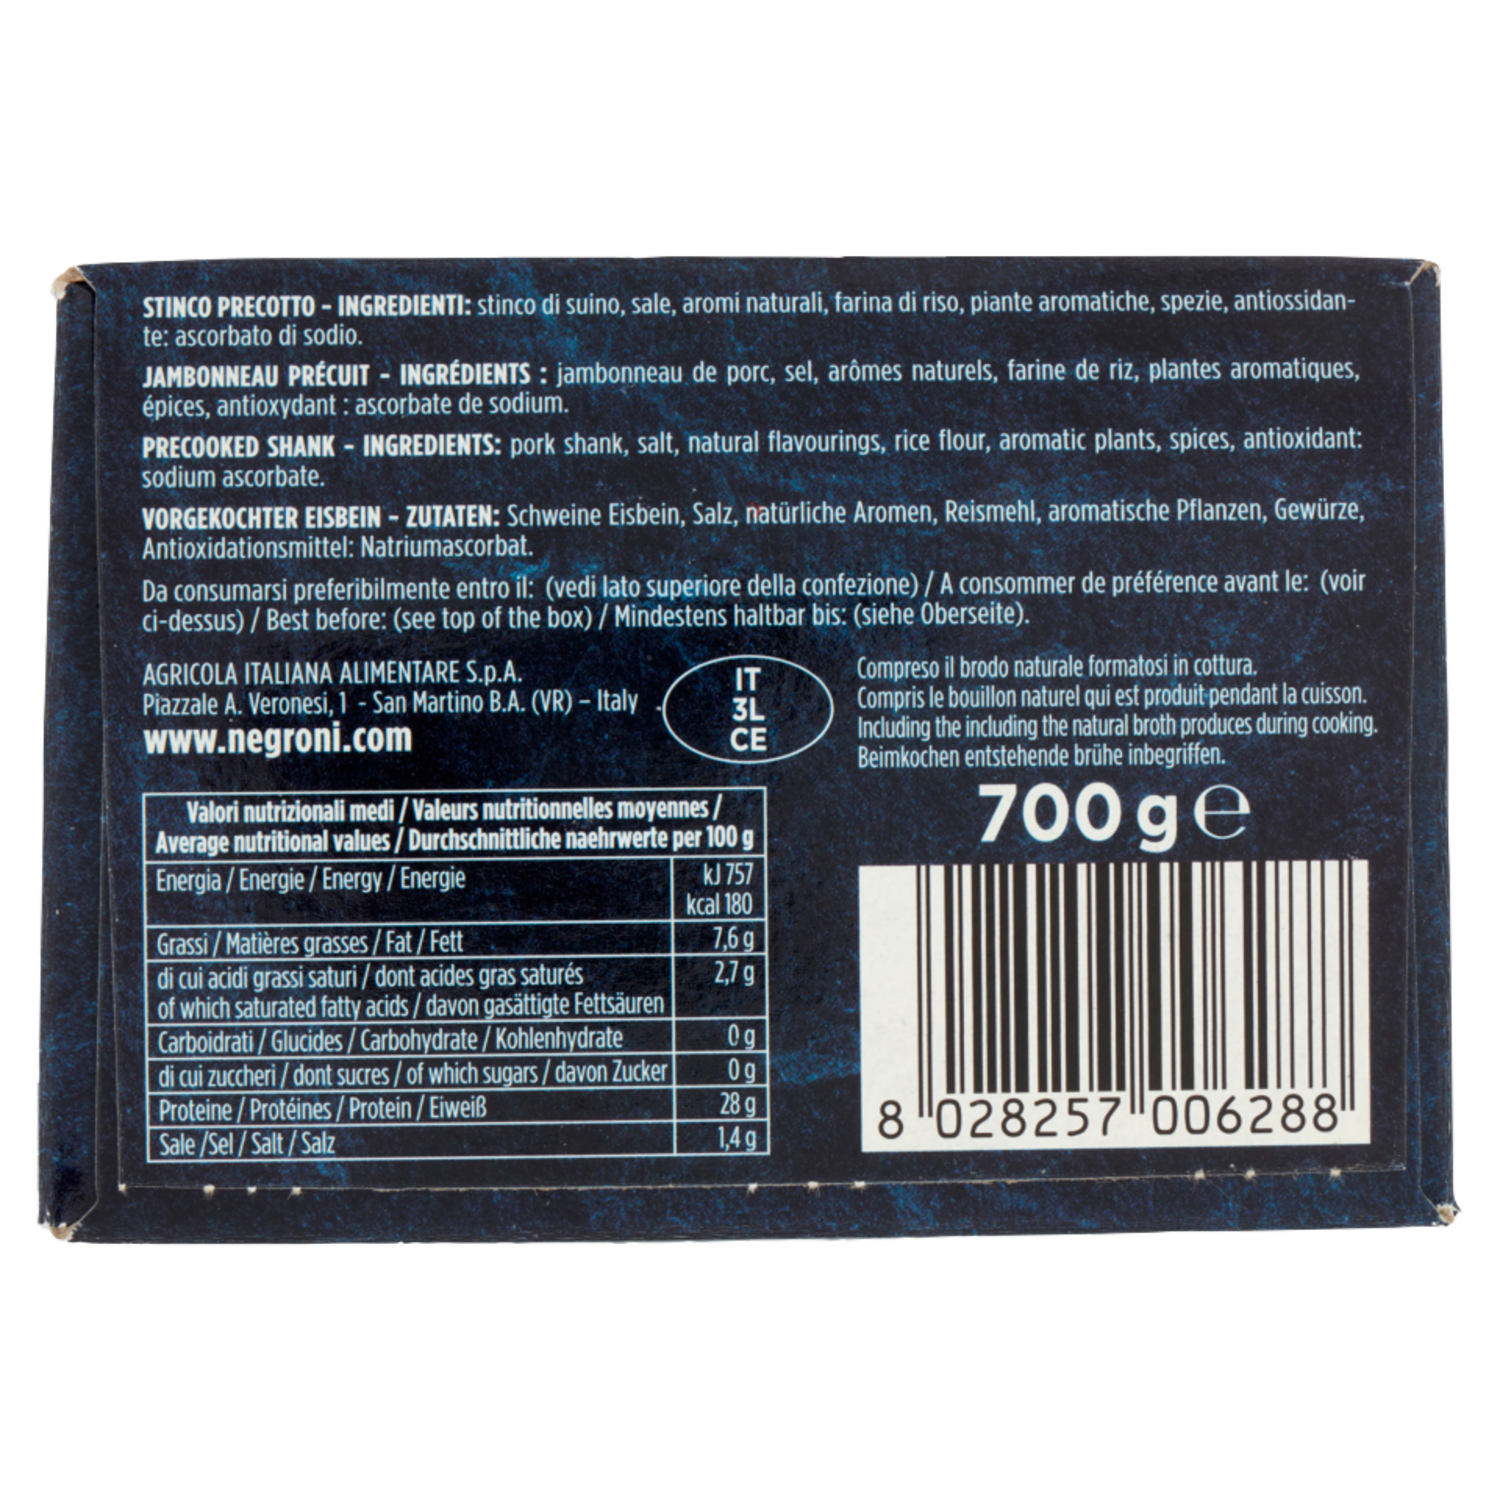 STINCO PRECOTTO - INGREDIENTI: stinco di suino, sale, aromi naturali, farina di riso, piante aromatiche, spezie, antiossidan-
te: ascorbato di sodio.
JAMBONNEAU PRÉCUIT - INGRÉDIENTS : jambonneau de porc, sel, arômes naturels, farine de riz, plantes aromatiques,
épices, antioxydant : ascorbate de sodium.
PRECOOKED SHANK - INGREDIENTS: pork shank, salt, natural flavourings, rice flour, aromatic plants, spices, antioxidant:
sodium ascorbate.
VORGEKOCHTER EISBEIN - ZUTATEN: Schweine Eisbein, Salz, natürliche Aromen, Reismehl, aromatische Pflanzen, Gewürze,
Antioxidationsmittel: Natriumascorbat.
Da consumarsi preferibilmente entro il: (vedi lato superiore della confezione) / A consommer de préférence avant le: (voir
ci-dessus) / Best before: (see top of the box) / Mindestens haltbar bis: (siehe Oberseite).
AGRICOLA ITALIANA ALIMENTARE S.p.A.
Piazzale A. Veronesi, 1 - San Martino B.A. (VR) – Italy
www.negroni.com
IT
3L
CE
Compreso il brodo naturale formatosi in cottura.
Compris le bouillon naturel qui est produit pendant la cuisson.
Including the including the natural broth produces during cooking.
Beimkochen entstehende brühe inbegriffen.
700 g ℮
Valori nutrizionali medi / Valeurs nutritionnelles moyennes /
Average nutritional values / Durchschnittliche naehrwerte per 100 g
Energia / Energie / Energy / Energie kJ 757
kcal 180
Grassi / Matières grasses / Fat / Fett 7,6 g
di cui acidi grassi saturi / dont acides gras saturés 2,7 g
of which saturated fatty acids / davon gasättigte Fettsäuren
Carboidrati / Glucides / Carbohydrate / Kohlenhydrate 0 g
di cui zuccheri / dont sucres / of which sugars / davon Zucker 0 g
Proteine / Protéines / Protein / Eiweiß 28 g
Sale /Sel / Salt / Salz 1,4 g
8 028257 006288